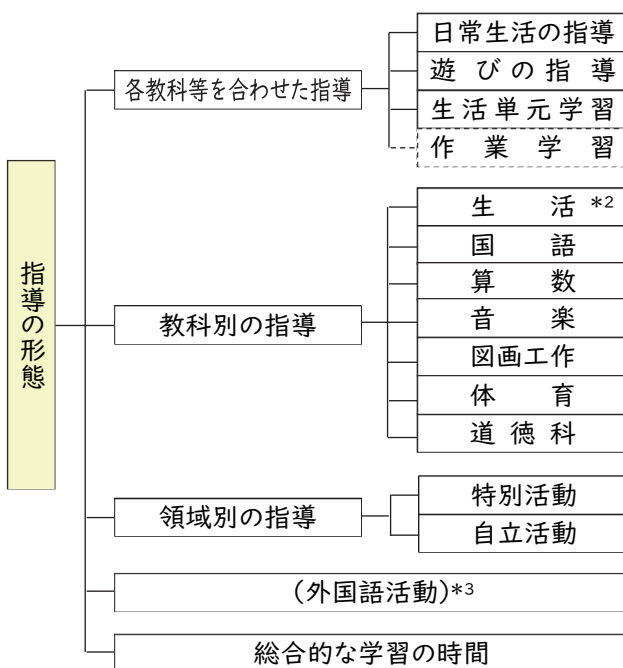 指導の形態
各教科等を合わせた指導
日常生活の指導
遊びの指導
生活単元学習
作業学習
教科別の指導
生活 *2
国語
算数
音楽
図画工作
体育
道徳科
領域別の指導
特別活動
自立活動
(外国語活動)*3
総合的な学習の時間